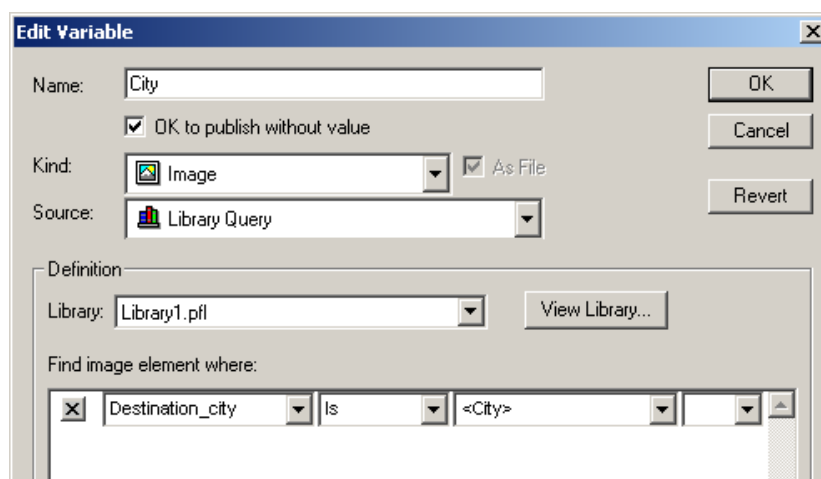 Edit Variable
Name: City OK
OK to publish without value Cancel
Kind: Image As File
Revert
Source: Library Query
Definition
Library: Library1.pfl View Library...
Find image element where:
Destination_city Is <City>